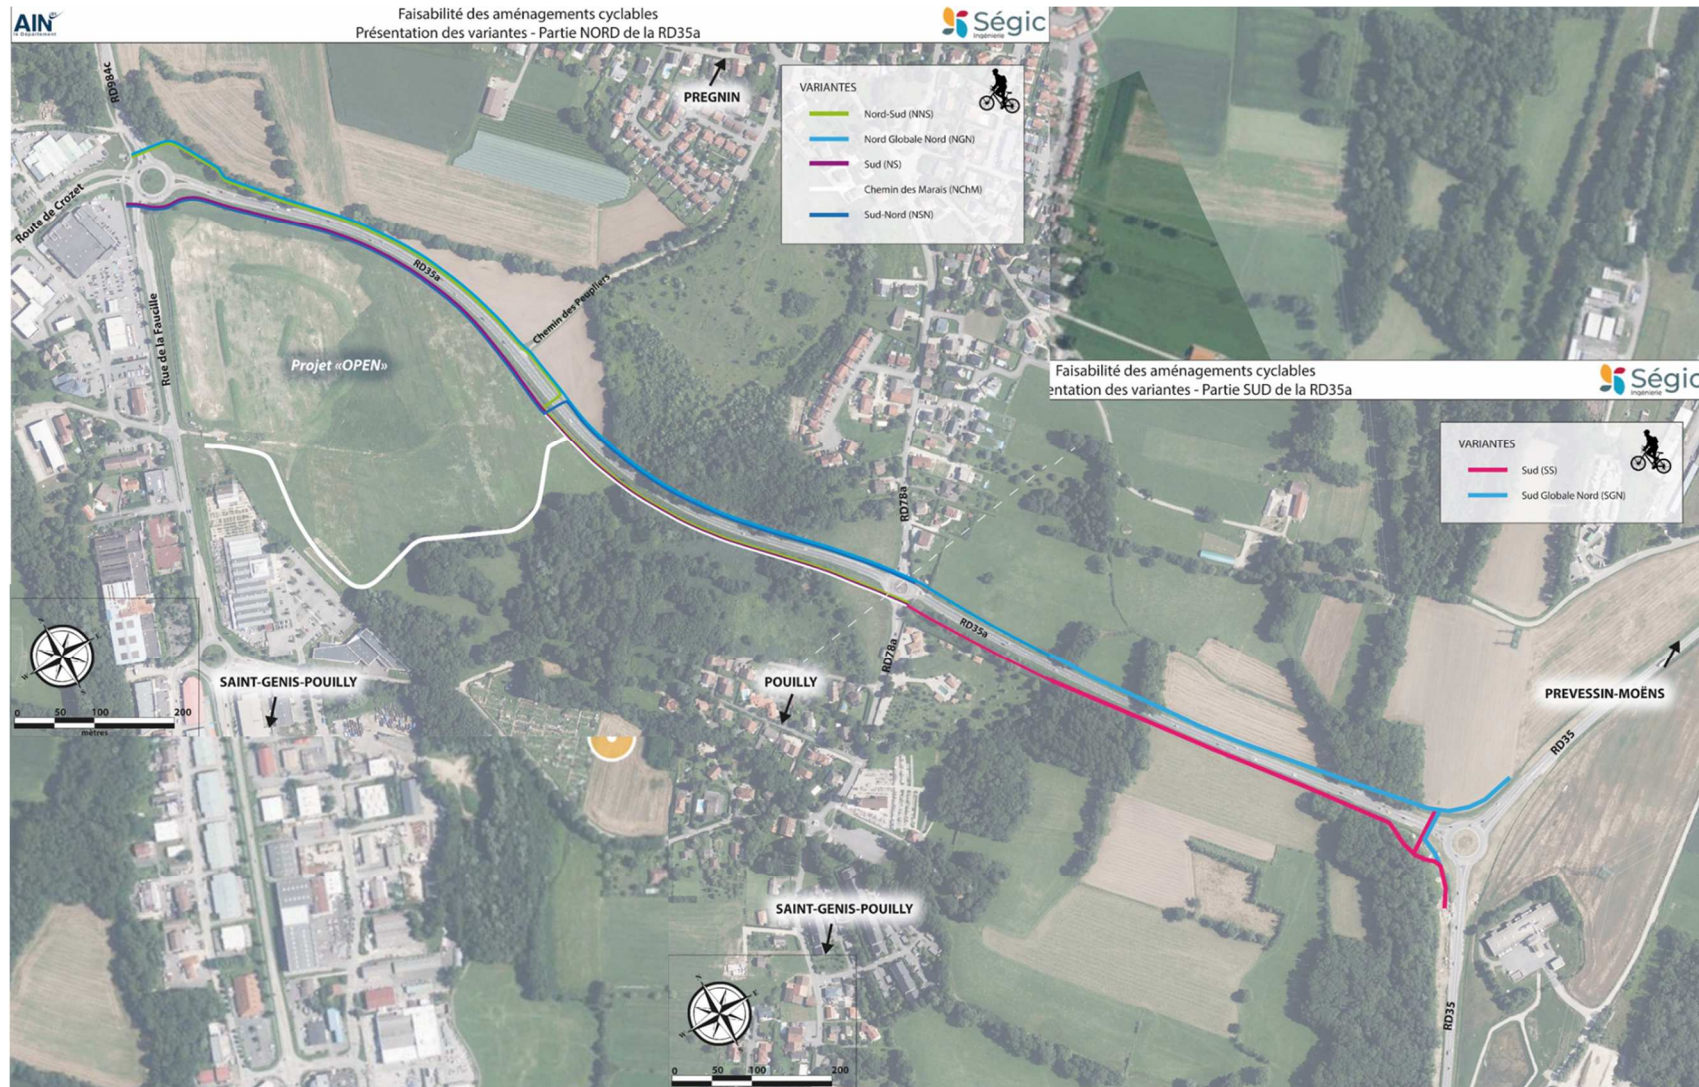 AIN
le Département
Faisabilité des aménagements cyclables
Présentation des variantes - Partie NORD de la RD35a
Ségic
Ingénierie
RD984c
PREGNIN
VARIANTES
Nord-Sud (NNS)
Nord Globale Nord (NGN)
Sud (NS)
Chemin des Marais (NChM)
Sud-Nord (NSN)
Route de Crozet
RD35a
Chemin des Peupliers
Rue de la Faucille
Projet «OPEN»
Faisabilité des aménagements cyclables
entation des variantes - Partie SUD de la RD35a
Ségic
Ingénierie
VARIANTES
Sud (SS)
Sud Globale Nord (SGN)
RD78a
RD35a
RD78a
SAINT-GENIS-POUILLY
POUILLY
PREVESSIN-MOËNS
RD35
N
E
S
W
0 50 100 200
mètres
SAINT-GENIS-POUILLY
RD35
N
E
S
W
0 50 100 200